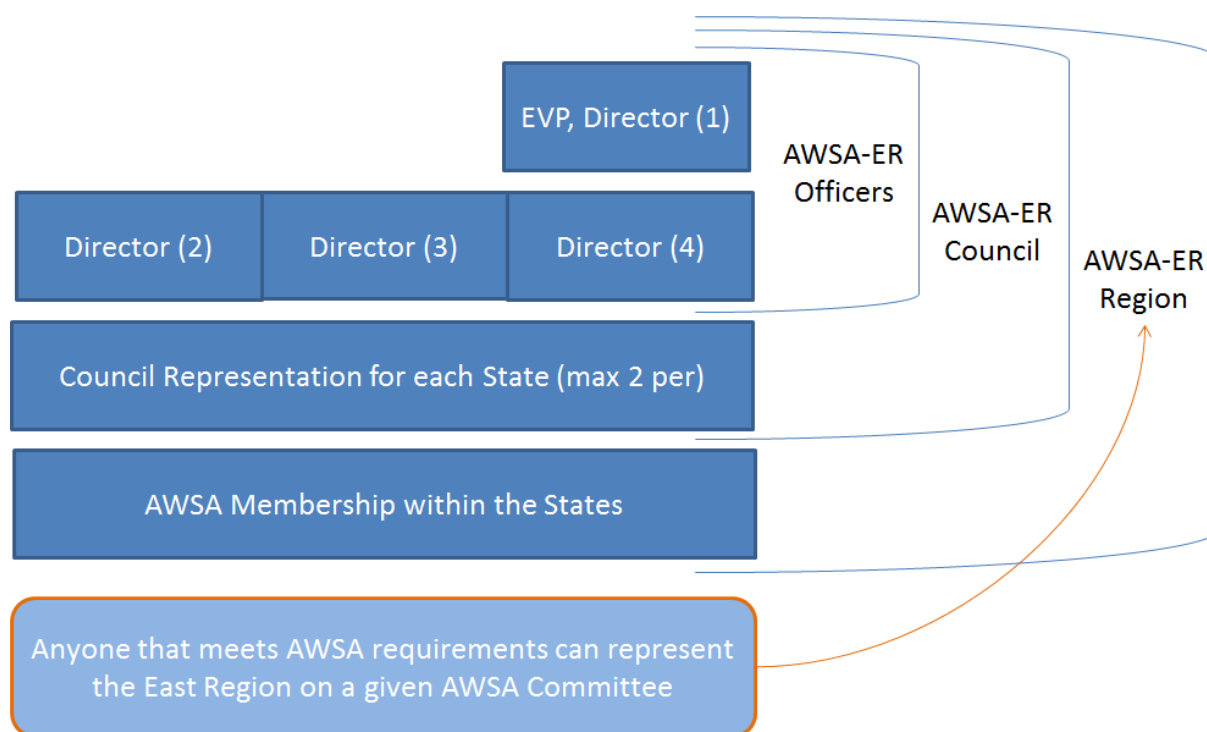 EVP, Director (1)
AWSA-ER
Officers
AWSA-ER
Council
AWSA-ER
Region
Director (2)
Director (3)
Director (4)
Council Representation for each State (max 2 per)
AWSA Membership within the States
Anyone that meets AWSA requirements can represent
the East Region on a given AWSA Committee